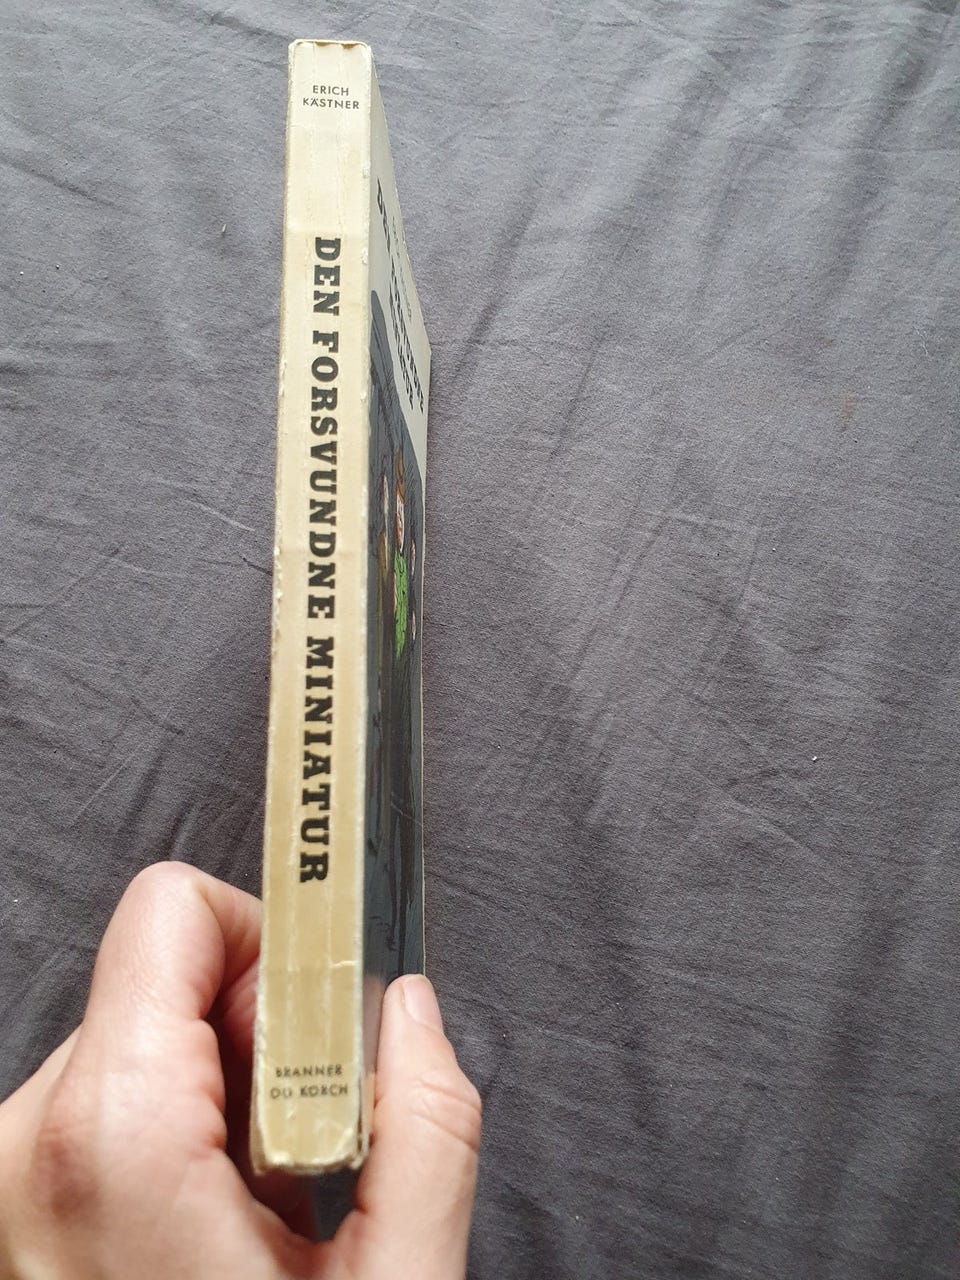 ERICH
KÄSTNER
DEN FORSVUNDNE MINIATUR
BRANNER
OG KORCH